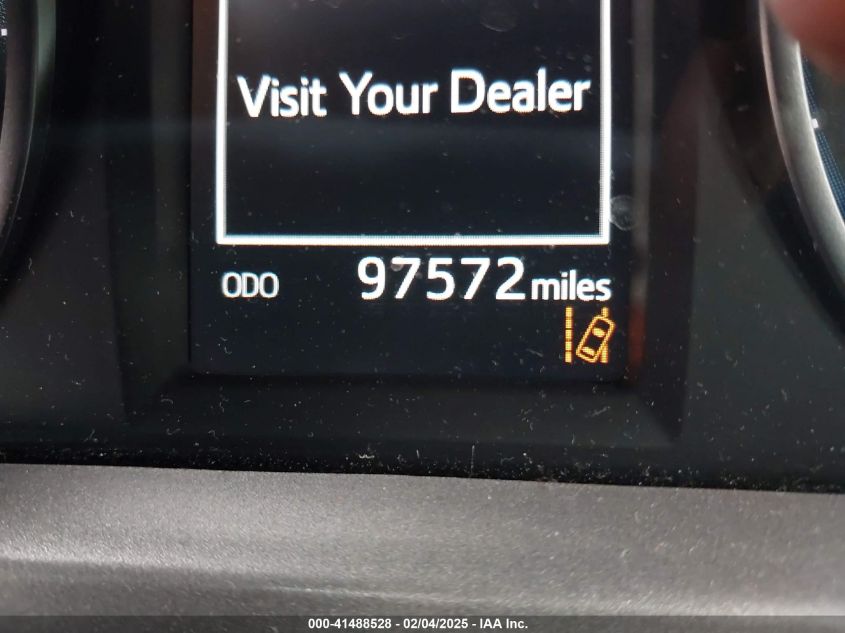 Visit Your Dealer
ODO 97572 miles
000-41488528 - 02/04/2025 - IAA Inc.